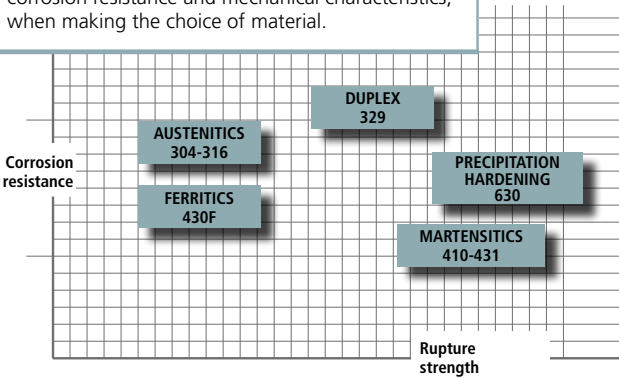 corrosion resistance and mechanical characteristics,
when making the choice of material.
DUPLEX
329
AUSTENITICS
304-316
Corrosion
resistance
PRECIPITATION
HARDENING
630
FERRITICS
430F
MARTENSITICS
410-431
Rupture
strength